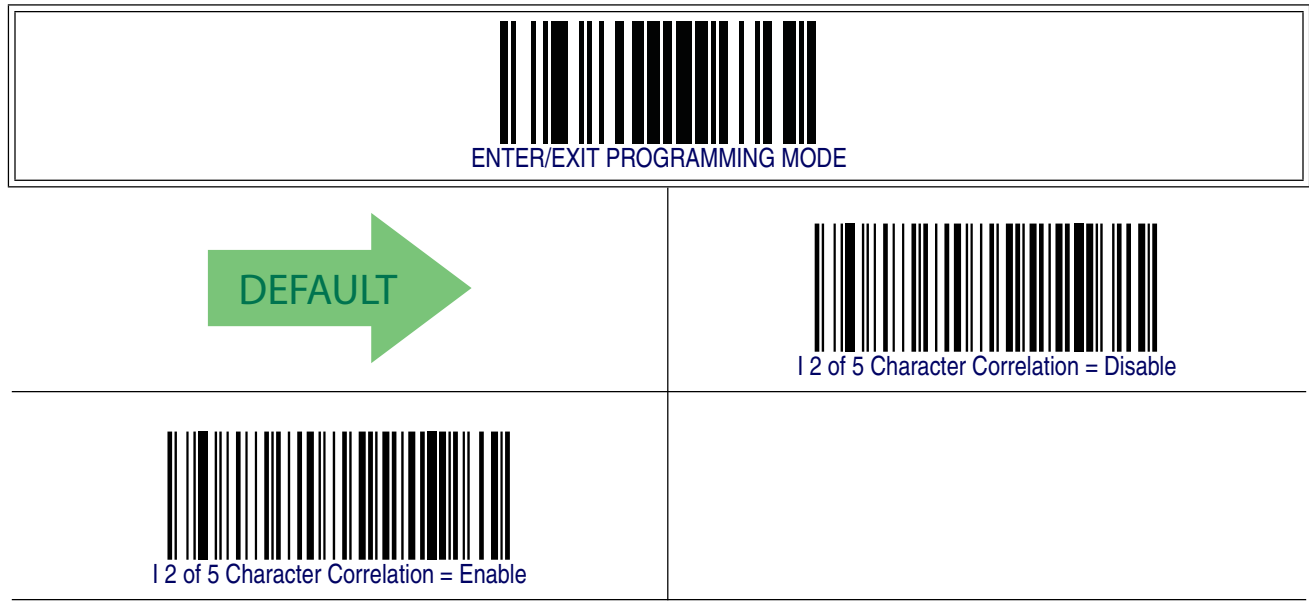 ENTER/EXIT PROGRAMMING MODE
DEFAULT
I 2 of 5 Character Correlation = Disable
I 2 of 5 Character Correlation = Enable